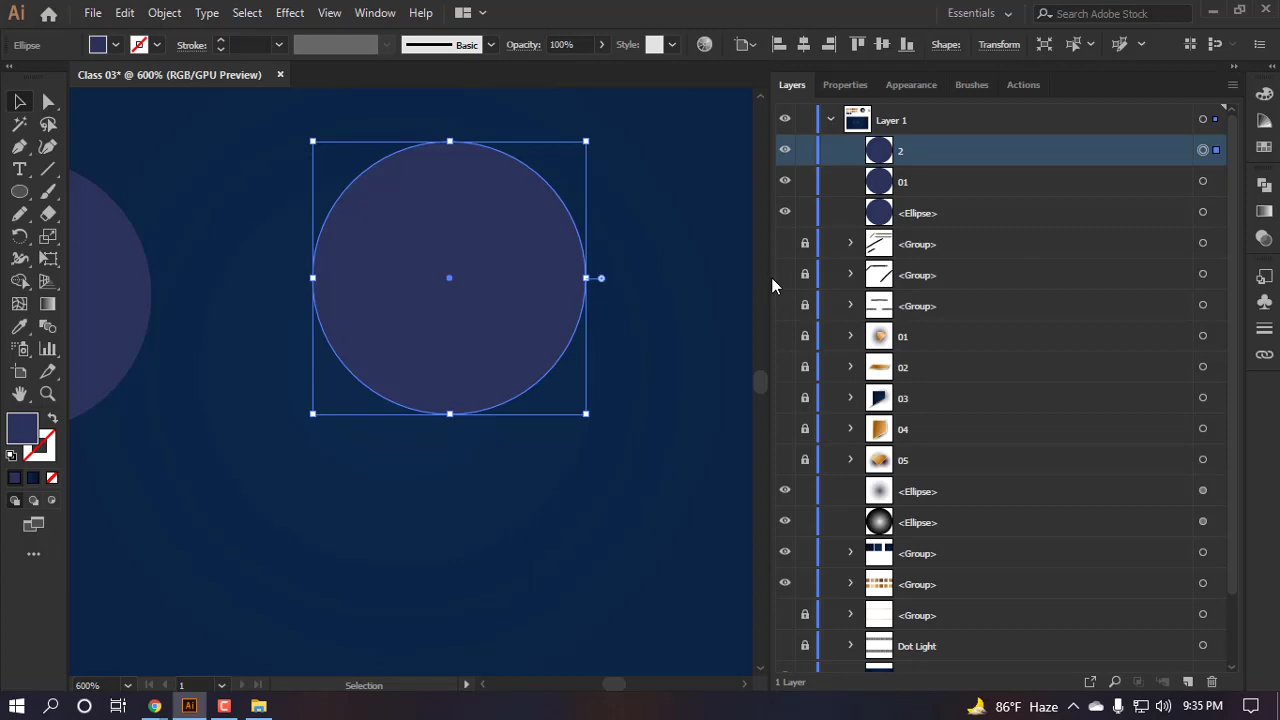 Ai File Edit Object Type Select Effect View Window Help Essentials Search Adobe Stock
Ellipse Stroke: Basic Opacity: 100% Style: Shape: Transform
Class 03* @ 600% (RGB/GPU Preview) ×
Layers Properties Appearance Brushes Actions
Layer 1
2
01
<Ellipse>
<Group>
<Group>
<Group>
01
02
03
04
05
<Ellipse>
<Ellipse>
<Group>
<Group>
<Group>
Dot Light
600% 1 Selection 1 Layer
Ai C 86°F Haze 9:35 PM